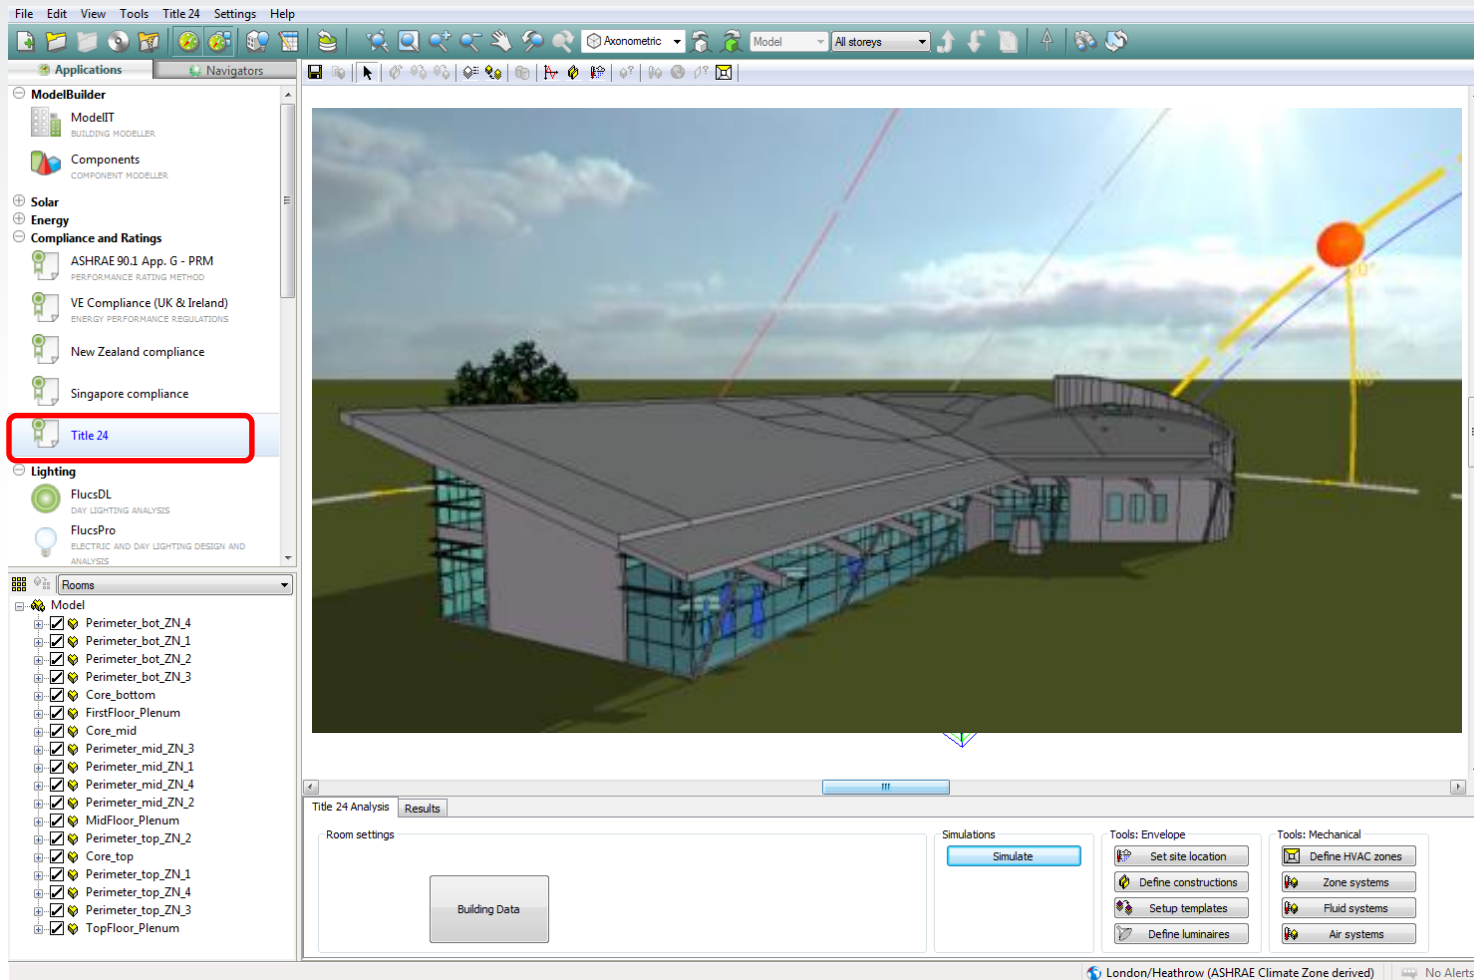 File Edit View Tools Title 24 Settings Help
Axonometric
Model
All storeys
Applications
Navigators
ModelBuilder
ModelIT
BUILDING MODELLER
Components
COMPONENT MODELLER
Solar
Energy
Compliance and Ratings
ASHRAE 90.1 App. G - PRM
PERFORMANCE RATING METHOD
VE Compliance (UK & Ireland)
ENERGY PERFORMANCE REGULATIONS
New Zealand compliance
Singapore compliance
Title 24
Lighting
FlucsDL
DAY LIGHTING ANALYSIS
FlucsPro
ELECTRIC AND DAY LIGHTING DESIGN AND
ANALYSIS
Rooms
Model
Perimeter_bot_ZN_4
Perimeter_bot_ZN_1
Perimeter_bot_ZN_2
Perimeter_bot_ZN_3
Core_bottom
FirstFloor_Plenum
Core_mid
Perimeter_mid_ZN_3
Perimeter_mid_ZN_1
Perimeter_mid_ZN_4
Perimeter_mid_ZN_2
MidFloor_Plenum
Perimeter_top_ZN_2
Core_top
Perimeter_top_ZN_1
Perimeter_top_ZN_4
Perimeter_top_ZN_3
TopFloor_Plenum
Title 24 Analysis
Results
Room settings
Building Data
Simulations
Simulate
Tools: Envelope
Set site location
Define constructions
Setup templates
Define luminaires
Tools: Mechanical
Define HVAC zones
Zone systems
Fluid systems
Air systems
London/Heathrow (ASHRAE Climate Zone derived)
No Alerts